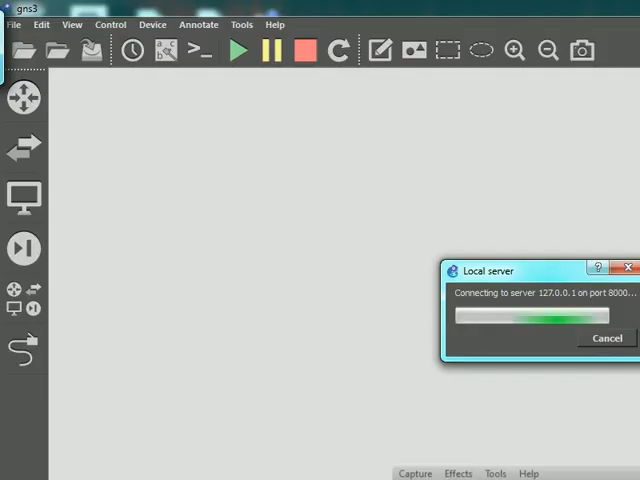 gns3
File Edit View Control Device Annotate Tools Help
a c
b
>_
Local server
?
Connecting to server 127.0.0.1 on port 8000...
Cancel
Capture Effects Tools Help